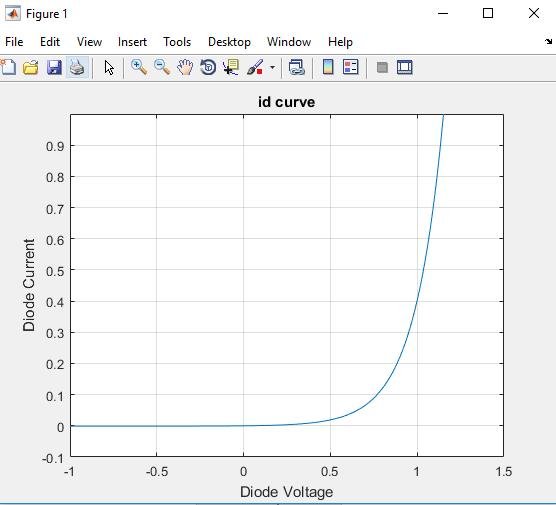 Figure 1
File Edit View Insert Tools Desktop Window Help
id curve
0.9
0.8
0.7
0.6
0.5
0.4
0.3
0.2
0.1
0
-0.1
Diode Current
-1 -0.5 0 0.5 1 1.5
Diode Voltage